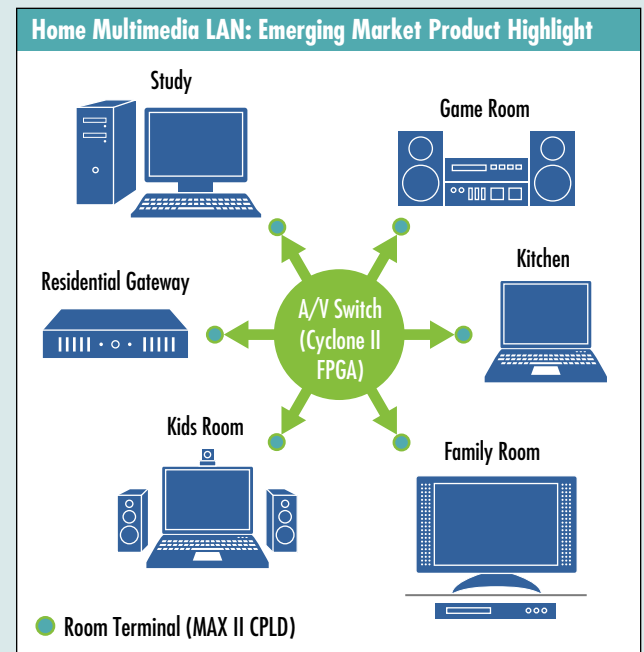 Home Multimedia LAN: Emerging Market Product Highlight
Study
Game Room
Residential Gateway
A/V Switch
(Cyclone II
FPGA)
Kitchen
Kids Room
Family Room
Room Terminal (MAX II CPLD)